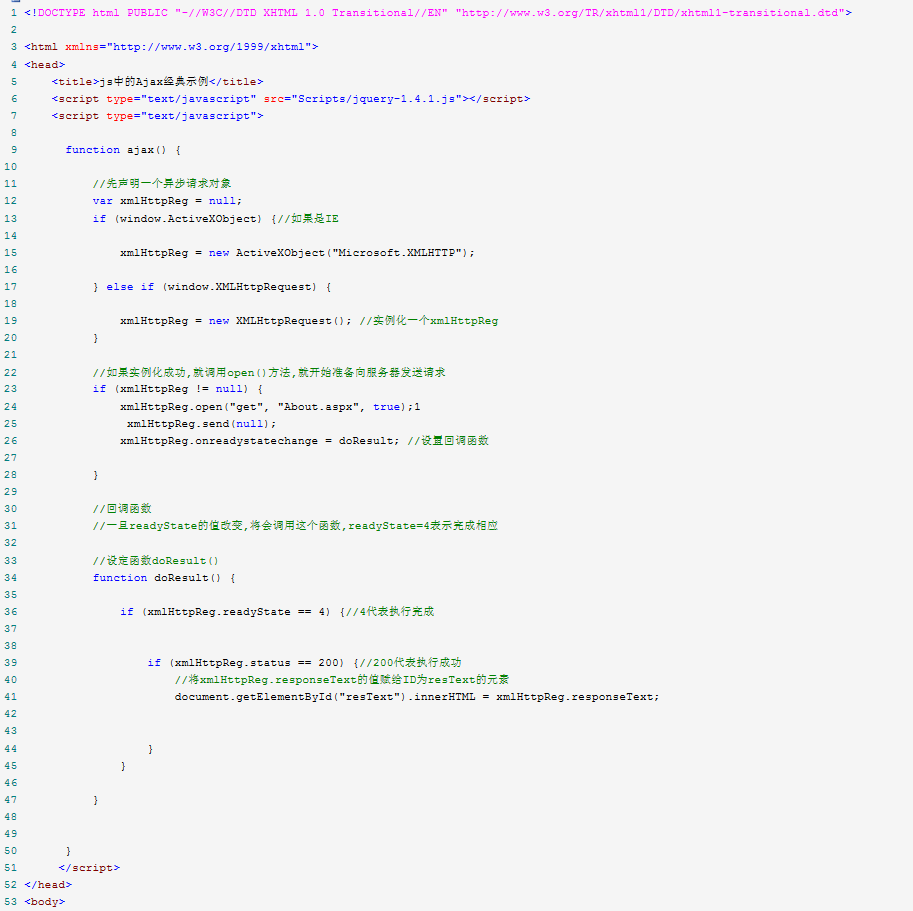 1 <!DOCTYPE html PUBLIC "-//W3C//DTD XHTML 1.0 Transitional//EN" "http://www.w3.org/TR/xhtml1/DTD/xhtml1-transitional.dtd">
2
3 <html xmlns="http://www.w3.org/1999/xhtml">
4 <head>
5     <title>js中的Ajax经典示例</title>
6     <script type="text/javascript" src="Scripts/jquery-1.4.1.js"></script>
7     <script type="text/javascript">
8
9       function ajax() {
10
11           //先声明一个异步请求对象
12           var xmlHttpReg = null;
13           if (window.ActiveXObject) {//如果是IE
14
15               xmlHttpReg = new ActiveXObject("Microsoft.XMLHTTP");
16
17           } else if (window.XMLHttpRequest) {
18
19               xmlHttpReg = new XMLHttpRequest(); //实例化一个xmlHttpReg
20           }
21
22           //如果实例化成功,就调用open()方法,就开始准备向服务器发送请求
23           if (xmlHttpReg != null) {
24               xmlHttpReg.open("get", "About.aspx", true);1
25                xmlHttpReg.send(null);
26               xmlHttpReg.onreadystatechange = doResult; //设置回调函数
27
28           }
29
30           //回调函数
31           //一旦readyState的值改变,将会调用这个函数,readyState=4表示完成相应
32
33           //设定函数doResult()
34           function doResult() {
35
36               if (xmlHttpReg.readyState == 4) {//4代表执行完成
37
38
39                   if (xmlHttpReg.status == 200) {//200代表执行成功
40                       //将xmlHttpReg.responseText的值赋给ID为resText的元素
41                       document.getElementById("resText").innerHTML = xmlHttpReg.responseText;
42
43
44                   }
45               }
46
47           }
48
49
50       }
51      </script>
52 </head>
53 <body>